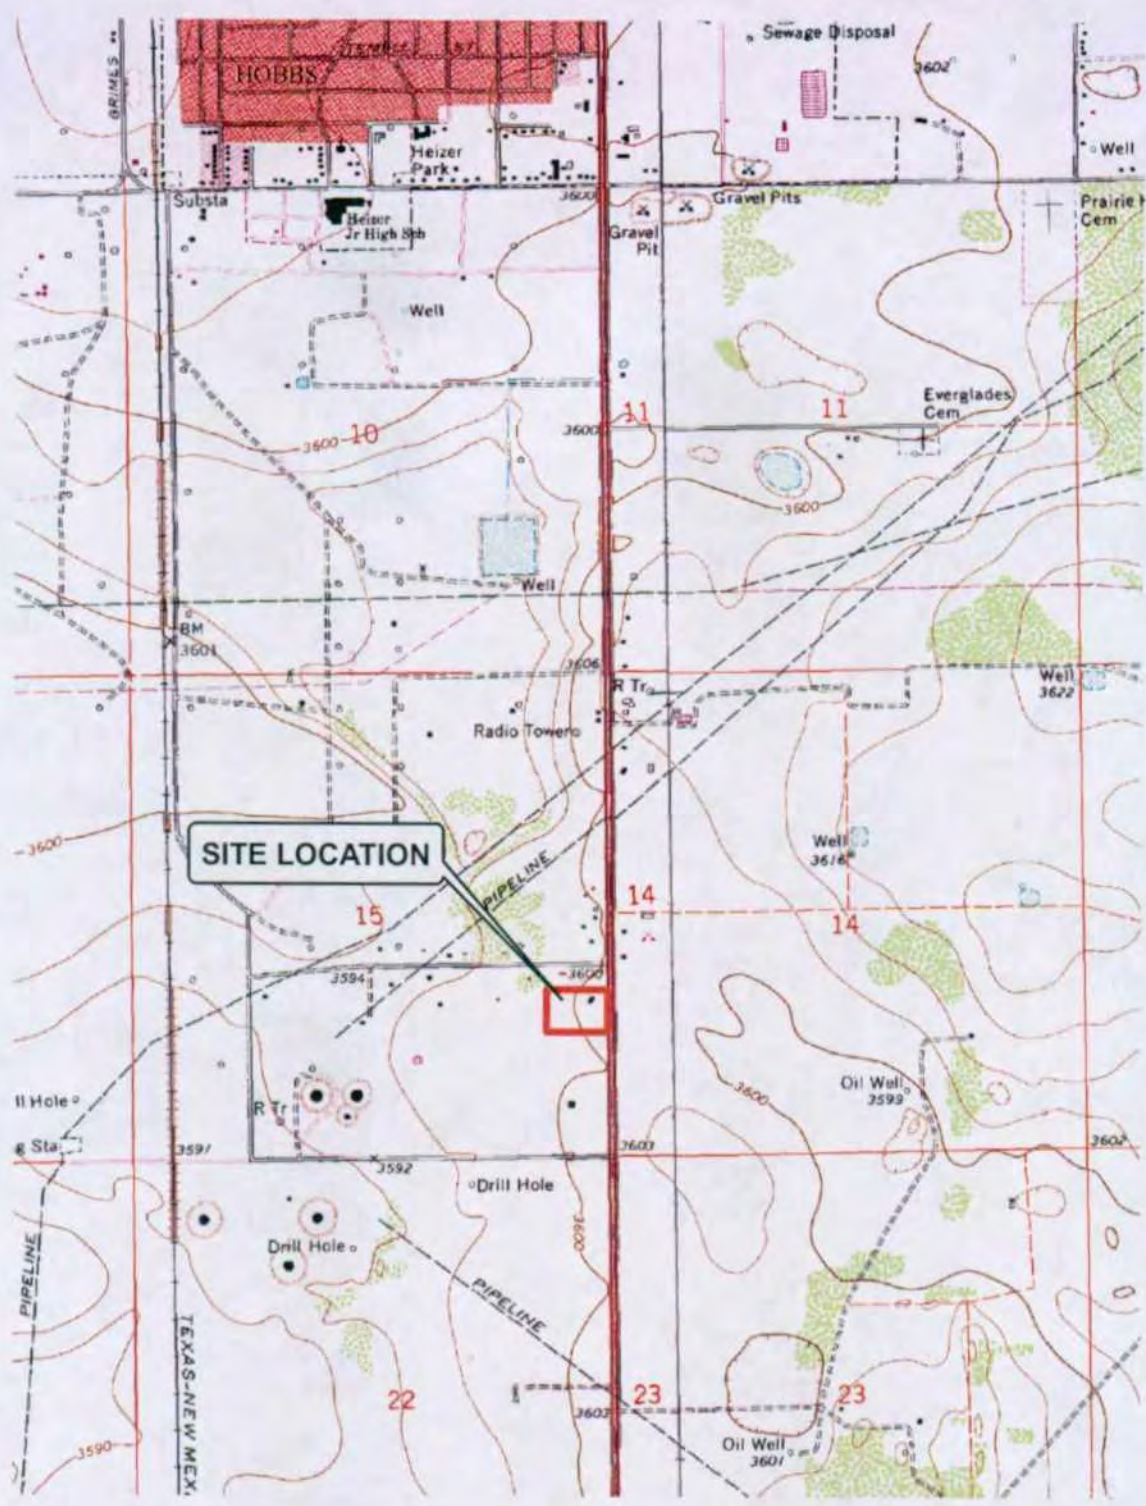 Sewage Disposal
3602
GRIMES
HOBBS
Heizer
Park
Well
3600
Substa
Heizer
Jr High Sch
Gravel Pits
Prairie H
Cem
Gravel
Pit
Well
Everglades
Cem
11
11
3600
10
3600
3600
Well
BM
3601
3606
R Tr
Well
3622
Radio Tower
3600
Well
3616
SITE LOCATION
PIPELINE
15
14
14
3594
3600
3600
Oil Well
3599
ll Hole
R Tr
g Sta
3597
3592
3603
3602
Drill Hole
3600
Drill Hole
PIPELINE
PIPELINE
TEXAS-NEW MEX.
22
23
23
3603
3590
Oil Well
3601